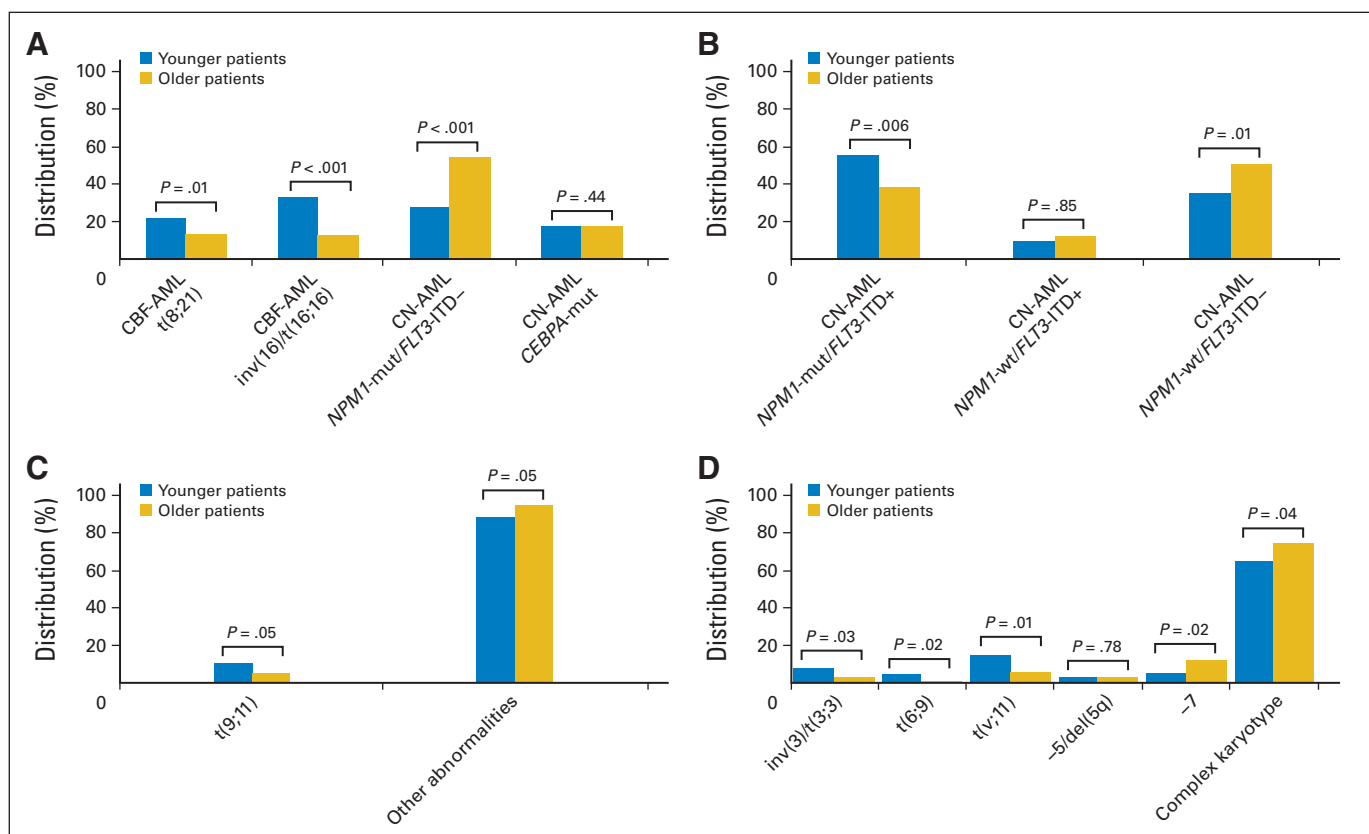 A
Younger patients
Older patients
Distribution (%)
100
80
60
40
20
0
P = .01
P < .001
P < .001
P = .44
CBF-AML
t(8;21)
CBF-AML
inv(16)/t(16;16)
CN-AML
NPM1-mut/FLT3-ITD–
CN-AML
CEBPA-mut
B
Younger patients
Older patients
Distribution (%)
100
80
60
40
20
0
P = .006
P = .85
P = .01
CN-AML
NPM1-mut/FLT3-ITD+
CN-AML
NPM1-wt/FLT3-ITD+
CN-AML
NPM1-wt/FLT3-ITD–
C
Younger patients
Older patients
Distribution (%)
100
80
60
40
20
0
P = .05
P = .05
t(9;11)
Other abnormalities
D
Younger patients
Older patients
Distribution (%)
100
80
60
40
20
0
P = .03
P = .02
P = .01
P = .78
P = .02
P = .04
inv(3)/t(3;3)
t(6;9)
t(v;11)
–5/del(5q)
–7
Complex karyotype